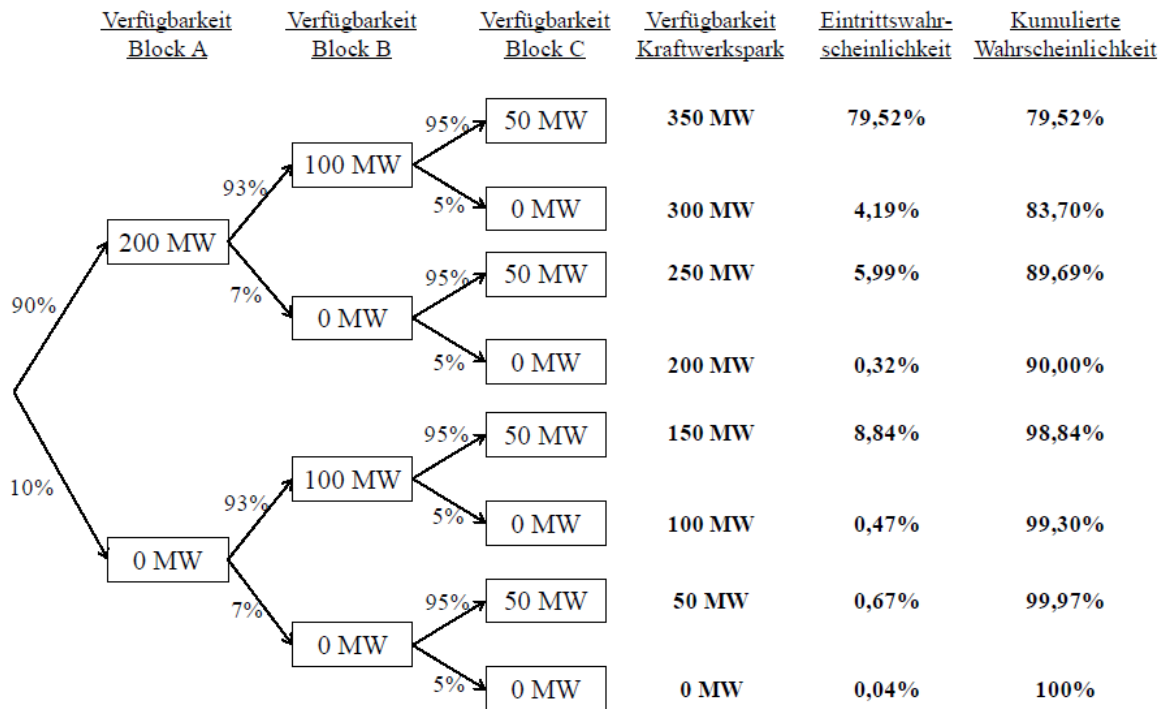 Verfügbarkeit Block A
Verfügbarkeit Block B
Verfügbarkeit Block C
Verfügbarkeit Kraftwerkspark
Eintrittswahr-scheinlichkeit
Kumulierte Wahrscheinlichkeit
95%
50 MW
350 MW
79,52%
79,52%
100 MW
93%
5%
0 MW
300 MW
4,19%
83,70%
200 MW
95%
50 MW
250 MW
5,99%
89,69%
90%
7%
0 MW
5%
0 MW
200 MW
0,32%
90,00%
95%
50 MW
150 MW
8,84%
98,84%
10%
100 MW
93%
5%
0 MW
100 MW
0,47%
99,30%
0 MW
95%
50 MW
50 MW
0,67%
99,97%
7%
0 MW
5%
0 MW
0 MW
0,04%
100%